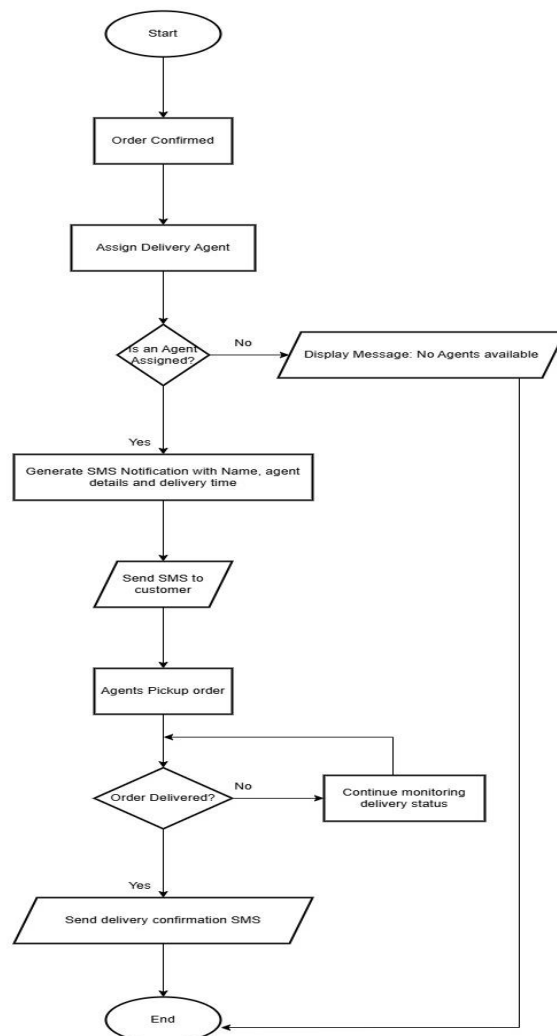 Start
Order Confirmed
Assign Delivery Agent
Is an Agent
Assigned?
No
Display Message: No Agents available
Yes
Generate SMS Notification with Name, agent
details and delivery time
Send SMS to
customer
Agents Pickup order
Order Delivered?
No
Continue monitoring
delivery status
Yes
Send delivery confirmation SMS
End